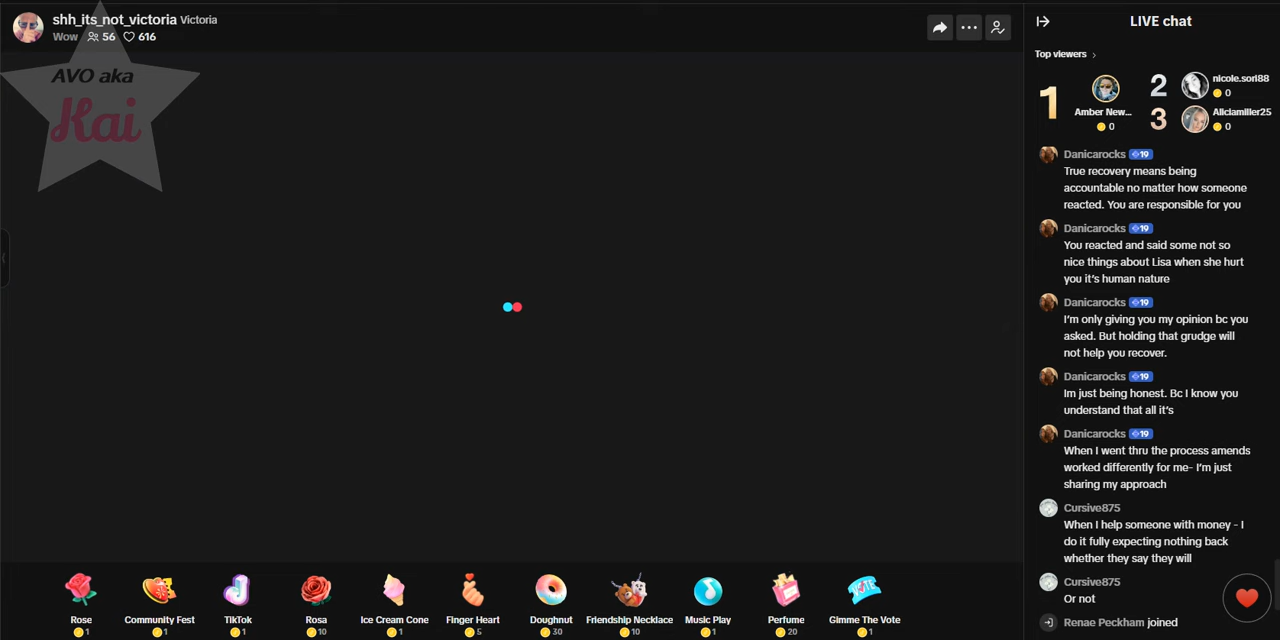 shh_its_not_victoria Victoria
Wow 56 616
AVO aka
Kai
LIVE chat
Top viewers
1
Amber New...
0
2
nicole.sori88
0
3
Aliciamiller25
0
Danicarocks 19
True recovery means being
accountable no matter how someone
reacted. You are responsible for you
Danicarocks 19
You reacted and said some not so
nice things about Lisa when she hurt
you it's human nature
Danicarocks 19
I'm only giving you my opinion bc you
asked. But holding that grudge will
not help you recover.
Danicarocks 19
Im just being honest. Bc I know you
understand that all it's
Danicarocks 19
When I went thru the process amends
worked differently for me- I'm just
sharing my approach
Cursive875
When I help someone with money - I
do it fully expecting nothing back
whether they say they will
Cursive875
Or not
Renae Peckham joined
VOTE
Rose
1
Community Fest
1
TikTok
1
Rosa
10
Ice Cream Cone
1
Finger Heart
5
Doughnut
30
Friendship Necklace
10
Music Play
1
Perfume
20
Gimme The Vote
1